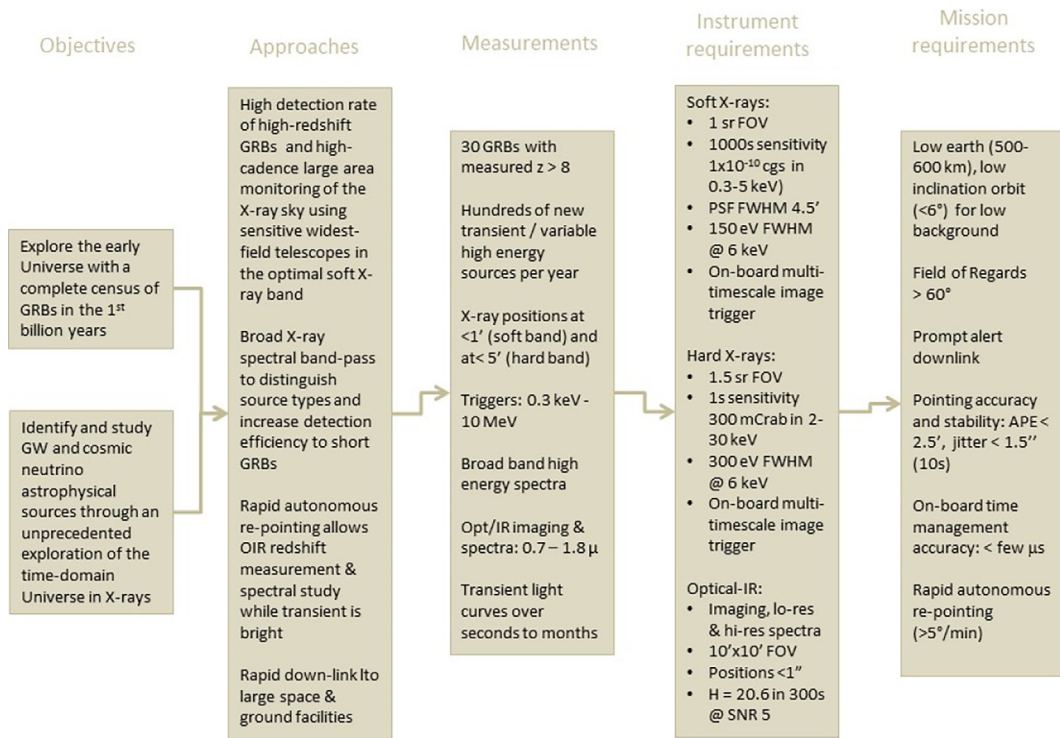 Objectives
Approaches
Measurements
Instrument
requirements
Mission
requirements
Explore the early
Universe with a
complete census of
GRBs in the 1st
billion years
Identify and study
GW and cosmic
neutrino
astrophysical
sources through an
unprecedented
exploration of the
time-domain
Universe in X-rays
High detection rate
of high-redshift
GRBs and high-
cadence large area
monitoring of the
X-ray sky using
sensitive widest-
field telescopes in
the optimal soft X-
ray band
Broad X-ray
spectral band-pass
to distinguish
source types and
increase detection
efficiency to short
GRBs
Rapid autonomous
re-pointing allows
OIR redshift
measurement &
spectral study
while transient is
bright
Rapid down-link lto
large space &
ground facilities
30 GRBs with
measured z > 8
Hundreds of new
transient / variable
high energy
sources per year
X-ray positions at
<1' (soft band) and
at< 5' (hard band)
Triggers: 0.3 keV -
10 MeV
Broad band high
energy spectra
Opt/IR imaging &
spectra: 0.7 – 1.8 µ
Transient light
curves over
seconds to months
Soft X-rays:
• 1 sr FOV
• 1000s sensitivity
1x10⁻¹⁰ cgs in
0.3-5 keV)
• PSF FWHM 4.5'
• 150 eV FWHM
@ 6 keV
• On-board multi-
timescale image
trigger
Hard X-rays:
• 1.5 sr FOV
• 1s sensitivity
300 mCrab in 2-
30 keV
• 300 eV FWHM
@ 6 keV
• On-board multi-
timescale image
trigger
Optical-IR:
• Imaging, lo-res
& hi-res spectra
• 10'x10' FOV
• Positions <1”
• H = 20.6 in 300s
@ SNR 5
Low earth (500-
600 km), low
inclination orbit
(<6°) for low
background
Field of Regards
> 60°
Prompt alert
downlink
Pointing accuracy
and stability: APE <
2.5’, jitter < 1.5’’
(10s)
On-board time
management
accuracy: < few µs
Rapid autonomous
re-pointing
(>5°/min)